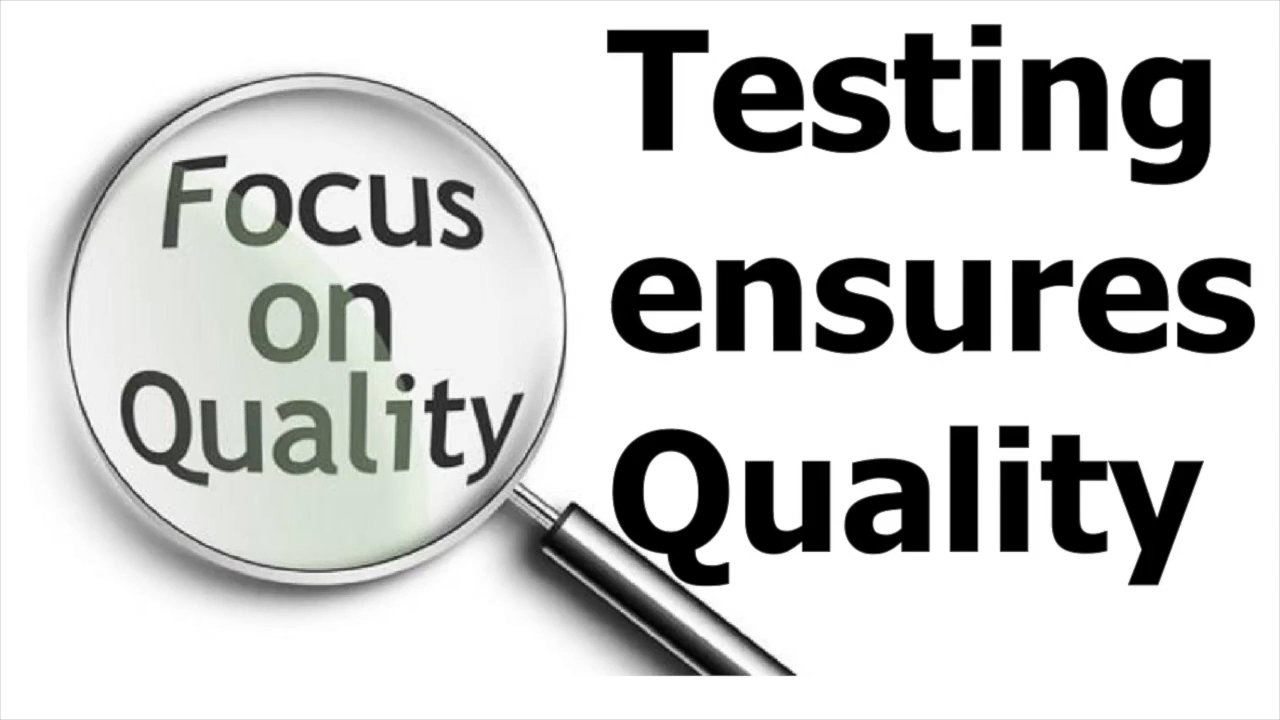 Focus
on
Quality
Testing
ensures
Quality